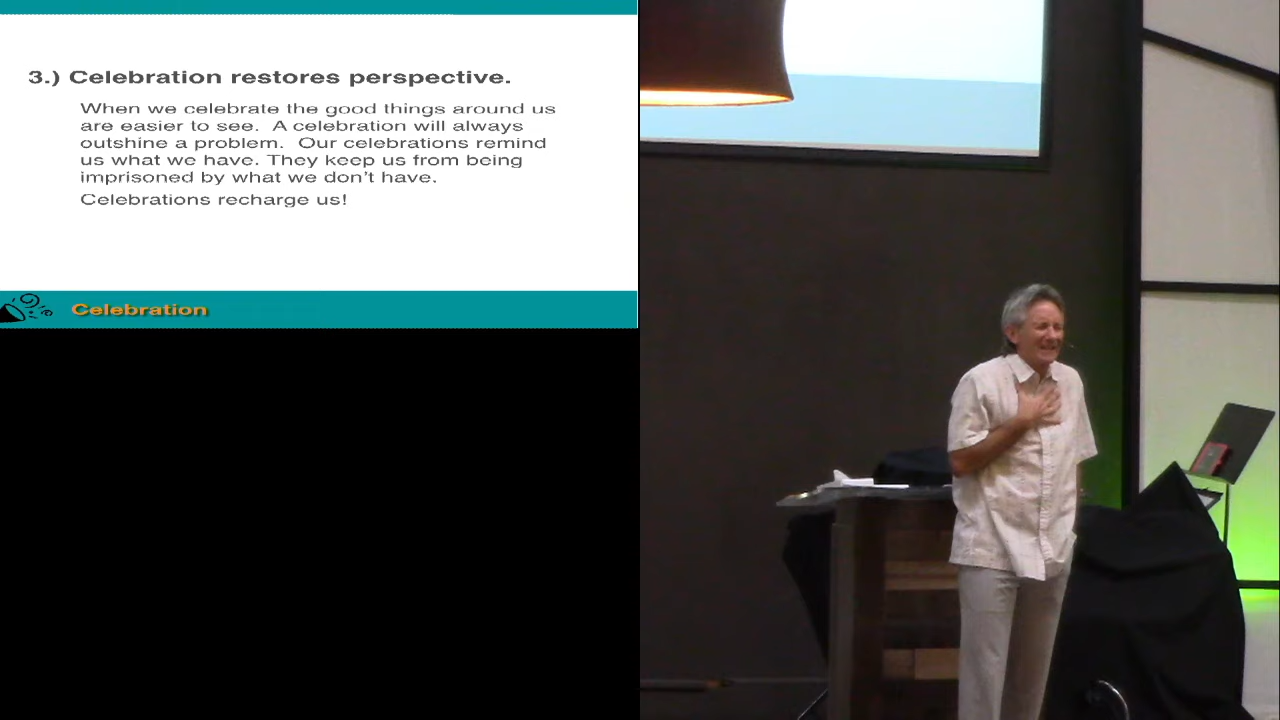 3.) Celebration restores perspective.
When we celebrate the good things around us
are easier to see.  A celebration will always
outshine a problem.  Our celebrations remind
us what we have. They keep us from being
imprisoned by what we don't have.
Celebrations recharge us!
Celebration